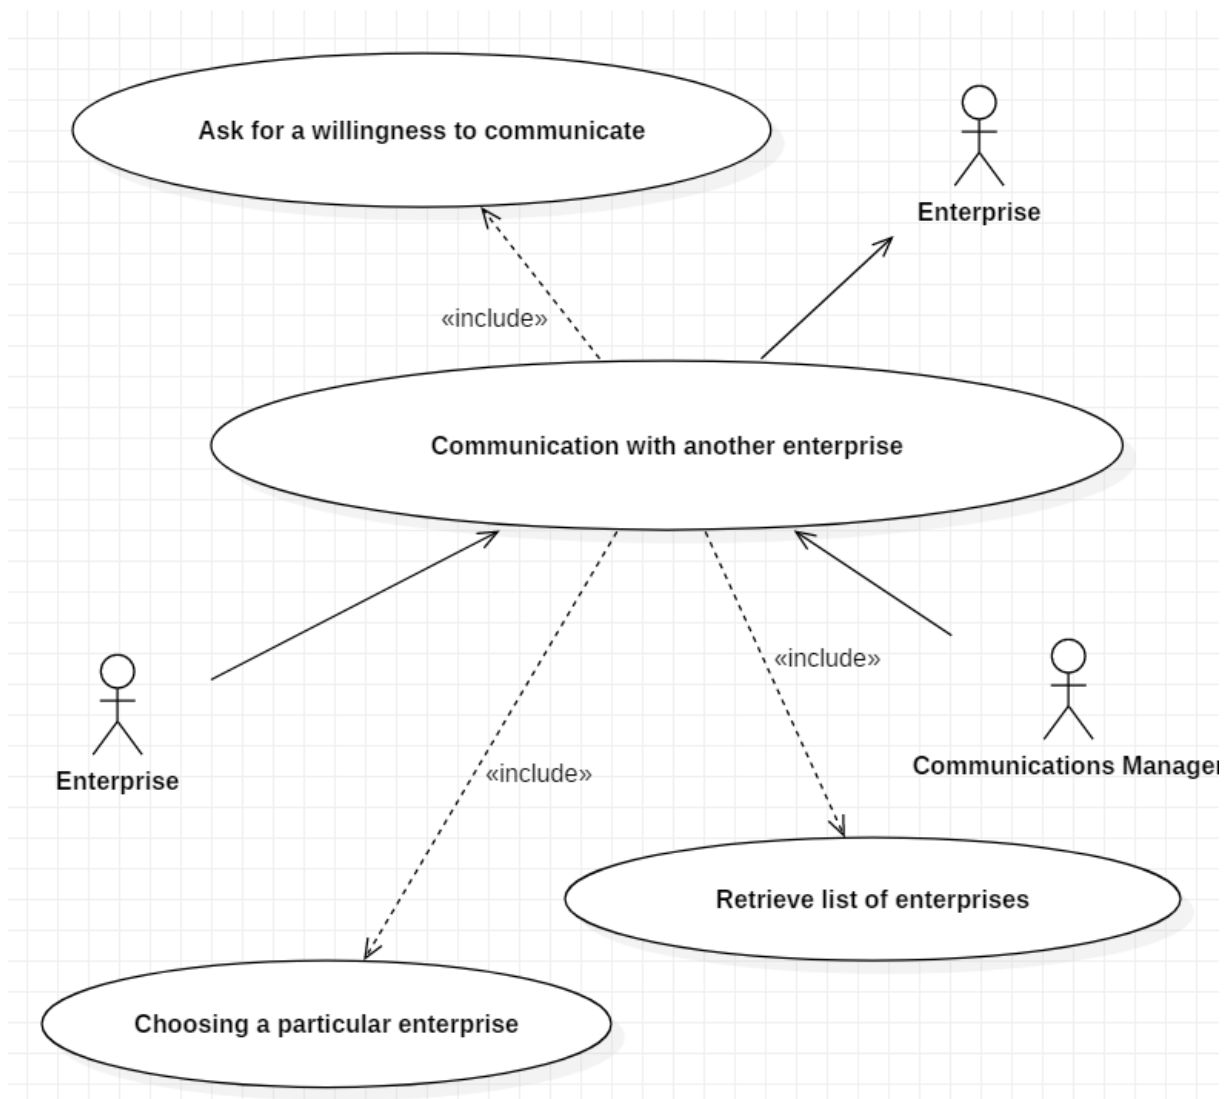 Ask for a willingness to communicate
Enterprise
«include»
Communication with another enterprise
«include»
Enterprise
«include»
Communications Manager
Retrieve list of enterprises
Choosing a particular enterprise